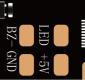 BZ- GND
LED +5V